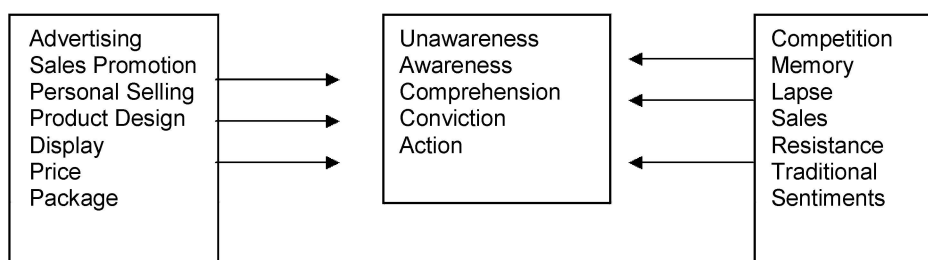 Advertising
Sales Promotion
Personal Selling
Product Design
Display
Price
Package
Unawareness
Awareness
Comprehension
Conviction
Action
Competition
Memory
Lapse
Sales
Resistance
Traditional
Sentiments